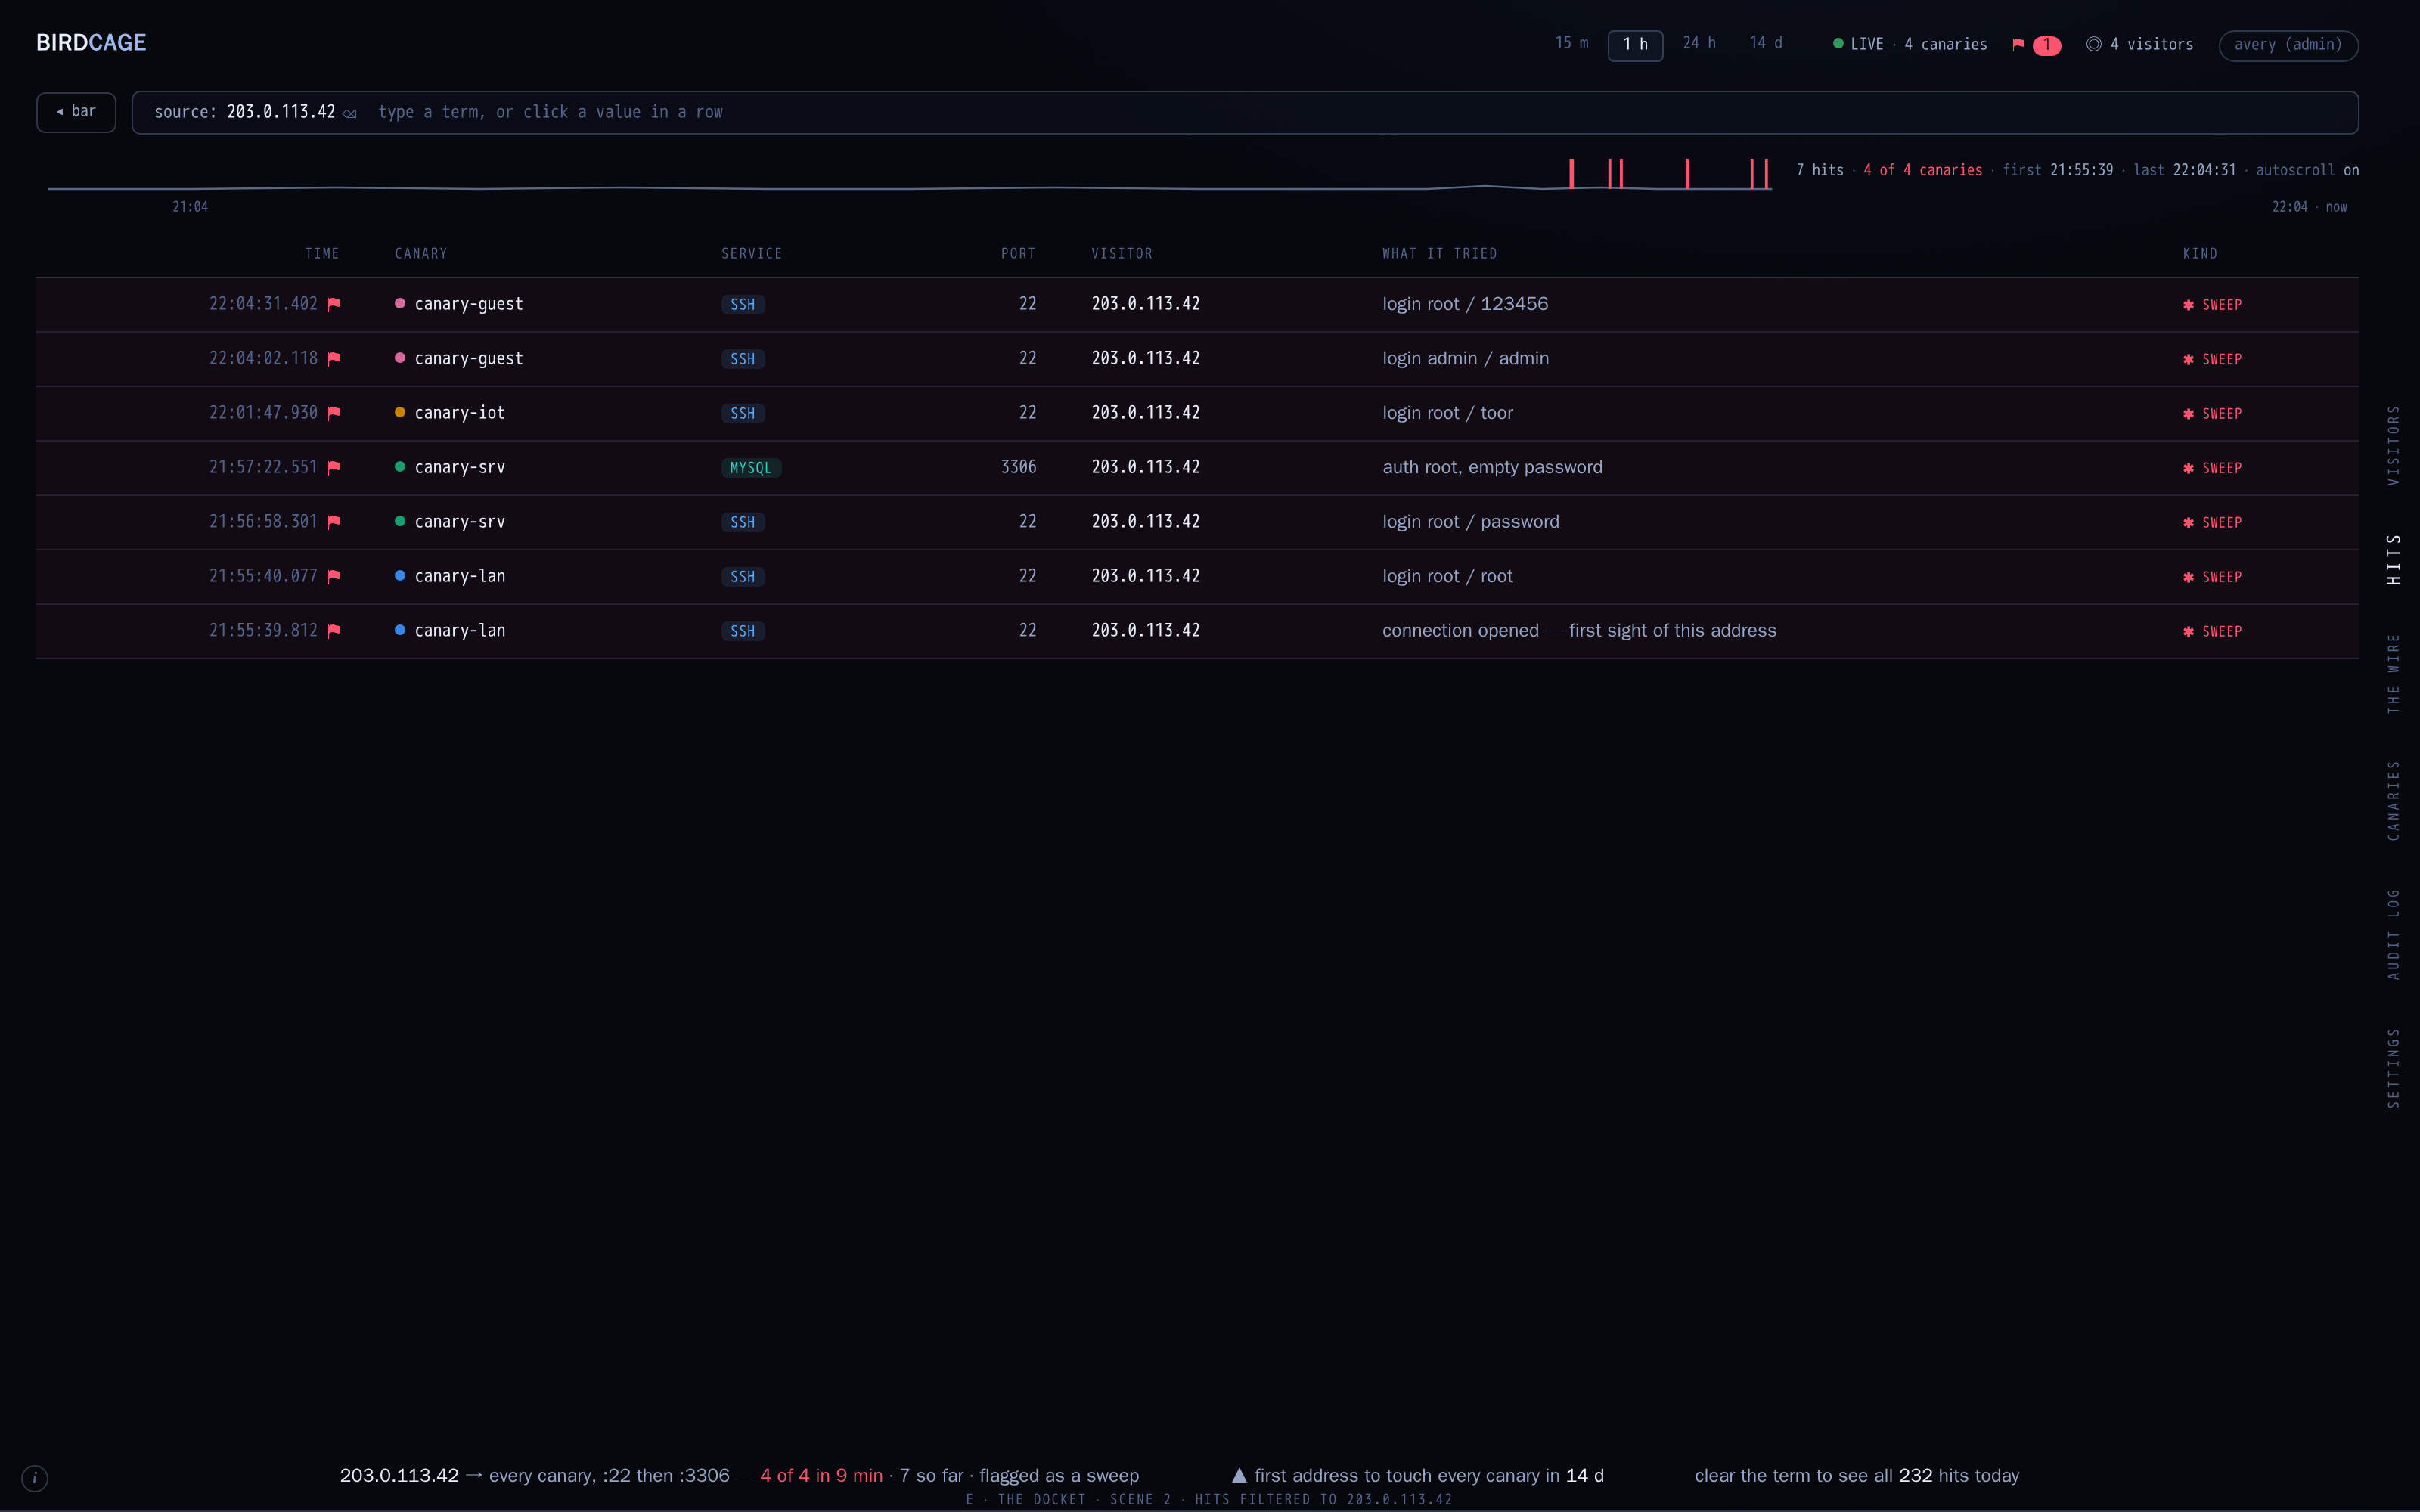 BIRDCAGE
15 m 1 h 24 h 14 d LIVE · 4 canaries 1 ◎ 4 visitors avery (admin)
◂ bar source: 203.0.113.42 ⌫ type a term, or click a value in a row
7 hits · 4 of 4 canaries · first 21:55:39 · last 22:04:31 · autoscroll on
21:04 22:04 · now
TIME CANARY SERVICE PORT VISITOR WHAT IT TRIED KIND
22:04:31.402 canary-guest SSH 22 203.0.113.42 login root / 123456 ✱ SWEEP
22:04:02.118 canary-guest SSH 22 203.0.113.42 login admin / admin ✱ SWEEP
22:01:47.930 canary-iot SSH 22 203.0.113.42 login root / toor ✱ SWEEP
21:57:22.551 canary-srv MYSQL 3306 203.0.113.42 auth root, empty password ✱ SWEEP
21:56:58.301 canary-srv SSH 22 203.0.113.42 login root / password ✱ SWEEP
21:55:40.077 canary-lan SSH 22 203.0.113.42 login root / root ✱ SWEEP
21:55:39.812 canary-lan SSH 22 203.0.113.42 connection opened — first sight of this address ✱ SWEEP
VISITORS
HITS
THE WIRE
CANARIES
AUDIT LOG
SETTINGS
i 203.0.113.42 → every canary, :22 then :3306 — 4 of 4 in 9 min · 7 so far · flagged as a sweep ▲ first address to touch every canary in 14 d clear the term to see all 232 hits today
E · THE DOCKET · SCENE 2 · HITS FILTERED TO 203.0.113.42